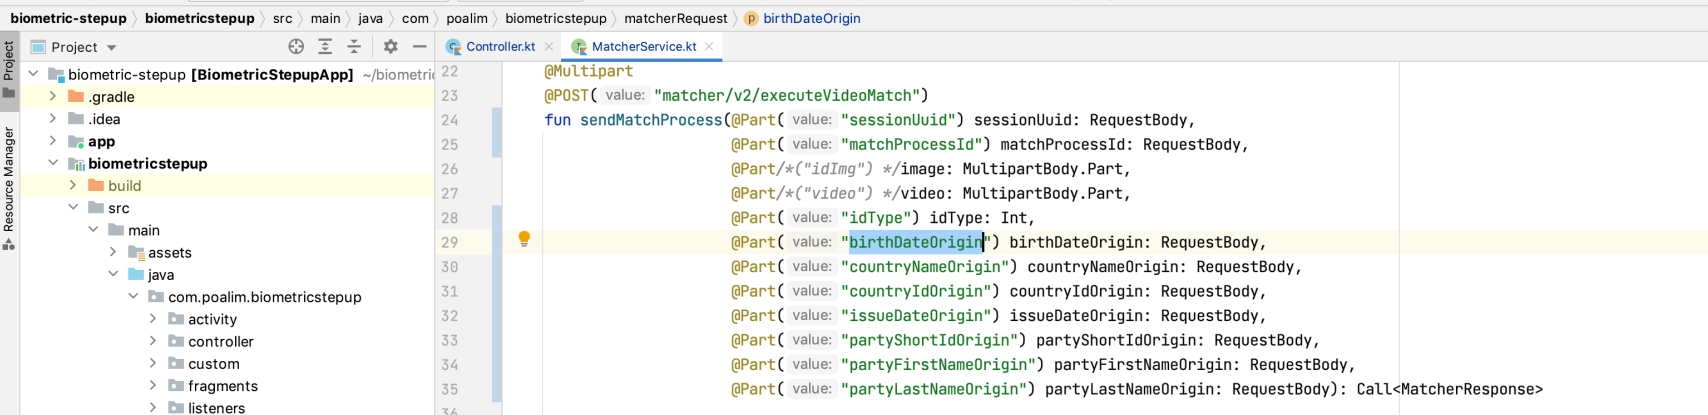 biometric-stepup biometricstepup src main java com poalim biometricstepup matcherRequest p birthDateOrigin
Project Controller.kt MatcherService.kt
Project
Resource Manager
biometric-stepup [BiometricStepupApp] ~/biometric
.gradle
.idea
app
biometricstepup
build
src
main
assets
java
com.poalim.biometricstepup
activity
controller
custom
fragments
listeners
22 @Multipart
23 @POST( value: "matcher/v2/executeVideoMatch")
24 fun sendMatchProcess(@Part( value: "sessionUuid") sessionUuid: RequestBody,
25 @Part( value: "matchProcessId") matchProcessId: RequestBody,
26 @Part/*("idImg") */image: MultipartBody.Part,
27 @Part/*("video") */video: MultipartBody.Part,
28 @Part( value: "idType") idType: Int,
29 @Part( value: "birthDateOrigin") birthDateOrigin: RequestBody,
30 @Part( value: "countryNameOrigin") countryNameOrigin: RequestBody,
31 @Part( value: "countryIdOrigin") countryIdOrigin: RequestBody,
32 @Part( value: "issueDateOrigin") issueDateOrigin: RequestBody,
33 @Part( value: "partyShortIdOrigin") partyShortIdOrigin: RequestBody,
34 @Part( value: "partyFirstNameOrigin") partyFirstNameOrigin: RequestBody,
35 @Part( value: "partyLastNameOrigin") partyLastNameOrigin: RequestBody): Call<MatcherResponse>
36